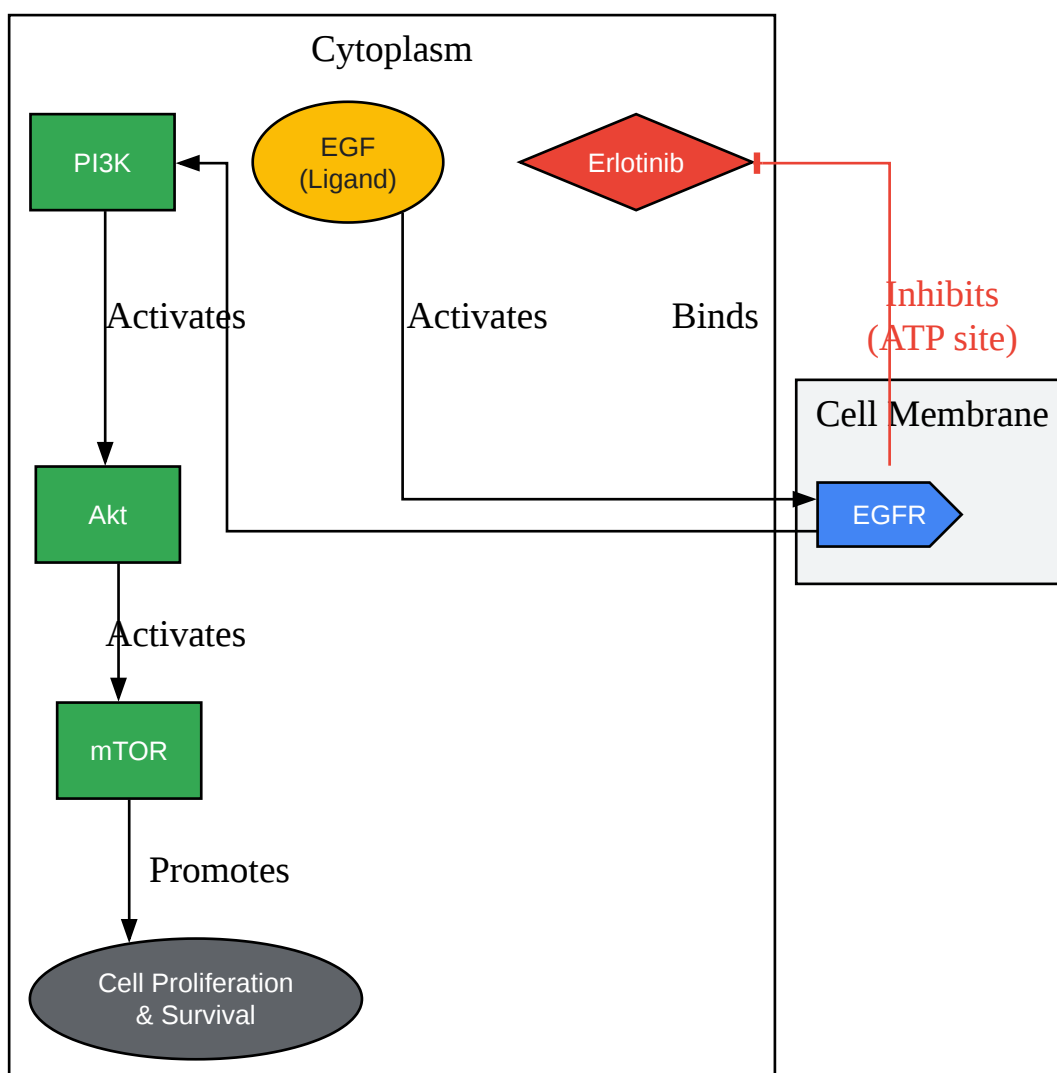 Cytoplasm
PI3K
EGF
(Ligand)
Erlotinib
Activates
Activates
Binds
Inhibits
(ATP site)
Cell Membrane
Akt
EGFR
Activates
mTOR
Promotes
Cell Proliferation
& Survival